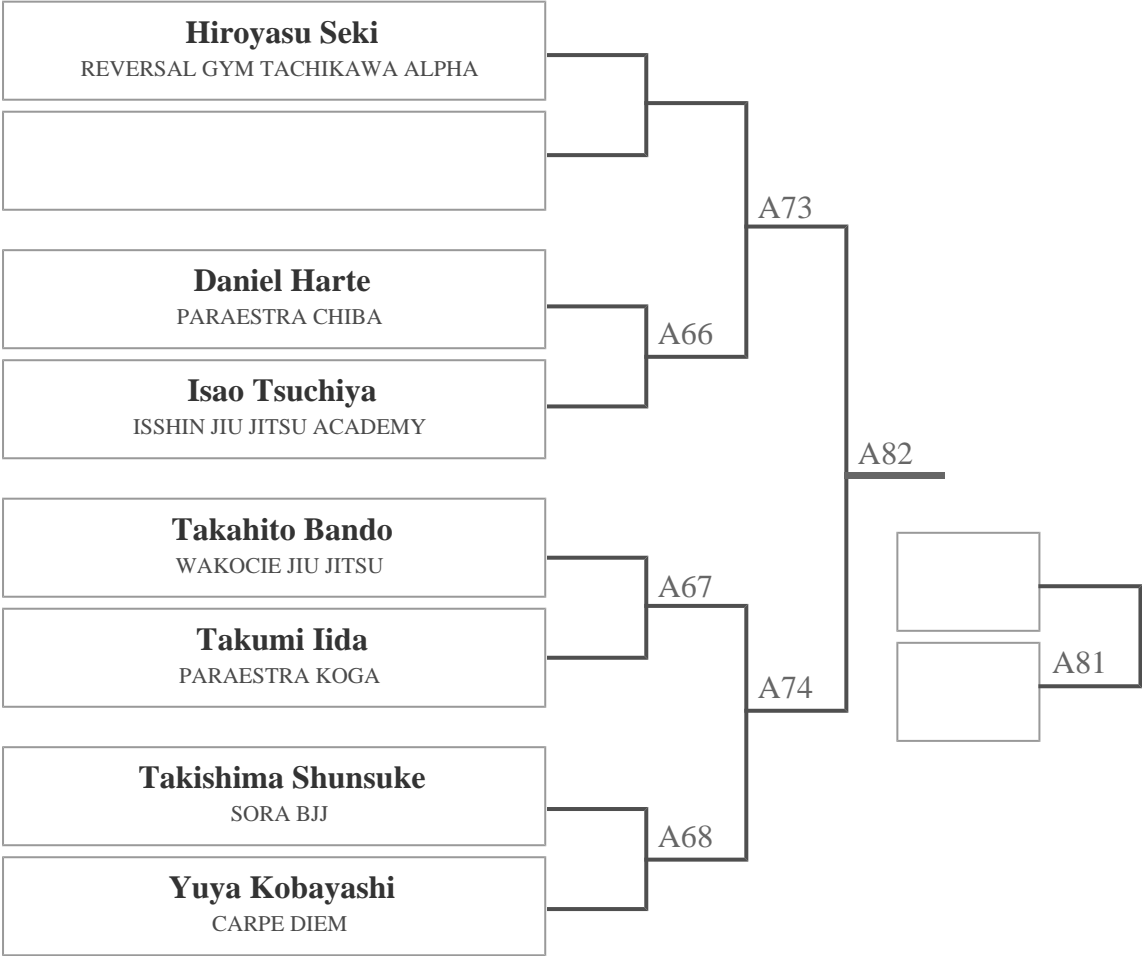 Hiroyasu Seki
REVERSAL GYM TACHIKAWA ALPHA
A73
Daniel Harte
PARAESTRA CHIBA
A66
Isao Tsuchiya
ISSHIN JIU JITSU ACADEMY
A82
Takahito Bando
WAKOCIE JIU JITSU
A67
Takumi Iida
PARAESTRA KOGA
A81
A74
Takishima Shunsuke
SORA BJJ
A68
Yuya Kobayashi
CARPE DIEM